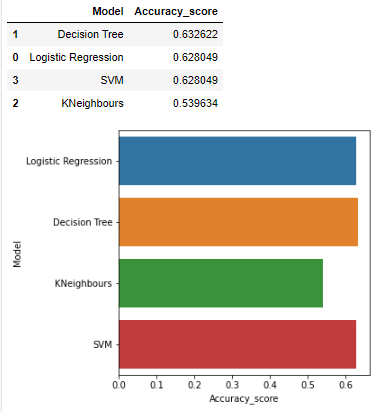 Model Accuracy_score
1 Decision Tree 0.632622
0 Logistic Regression 0.628049
3 SVM 0.628049
2 KNeighbours 0.539634
Logistic Regression
Decision Tree
KNeighbours
SVM
Model
0.0 0.1 0.2 0.3 0.4 0.5 0.6
Accuracy_score